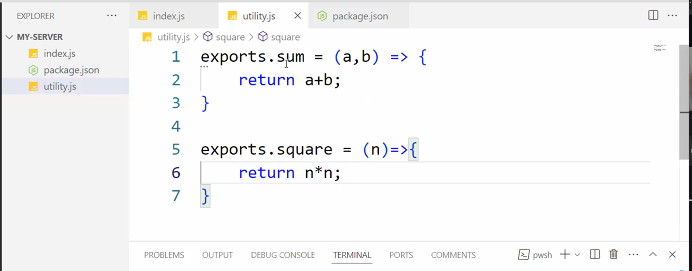 EXPLORER
MY-SERVER
index.js
package.json
utility.js
index.js
utility.js
package.json
utility.js > square > square
1 exports.sum = (a,b) => {
2 return a+b;
3 }
4
5 exports.square = (n)=>{
6 return n*n;
7 }
PROBLEMS OUTPUT DEBUG CONSOLE TERMINAL PORTS COMMENTS pwsh